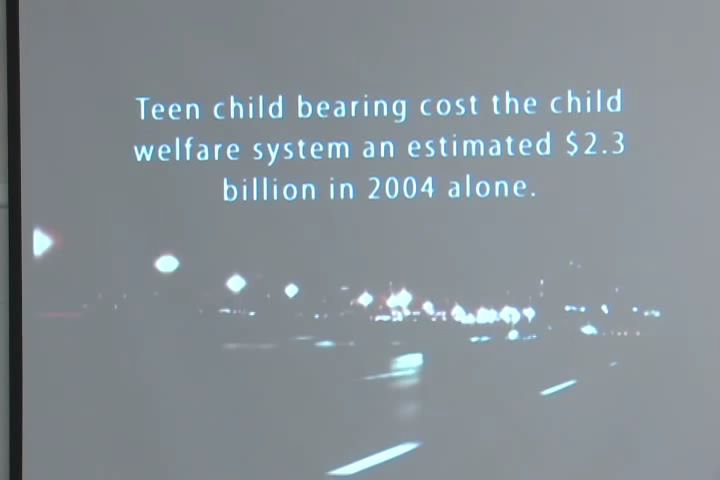 Teen child bearing cost the child
welfare system an estimated $2.3
billion in 2004 alone.